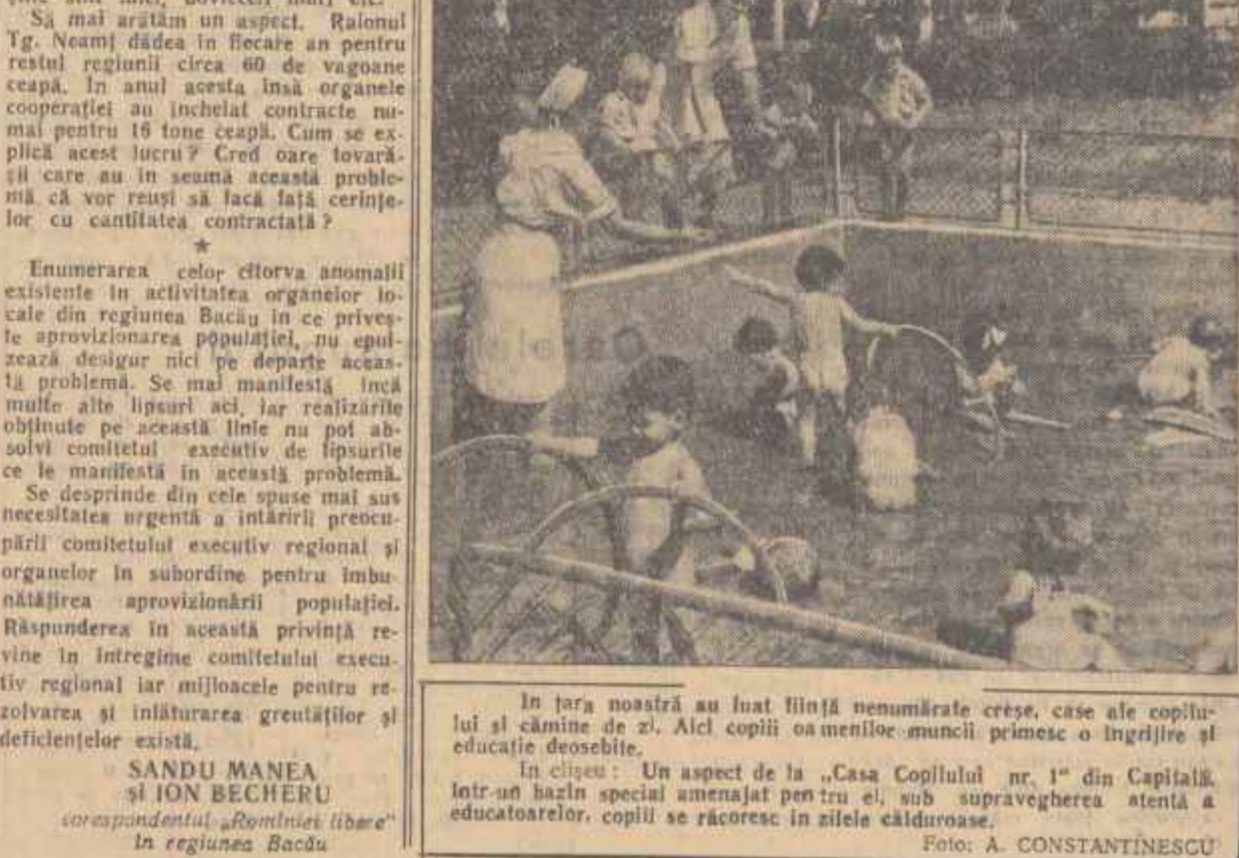 Să mai arătăm un aspect. Raionul
Tg. Neamț dădea în fiecare an pentru
restul regiunii circa 60 de vagoane
ceapă. In anul acesta însă organele
cooperației au încheiat contracte nu-
mai pentru 16 tone ceapă. Cum se ex-
plică acest lucru? Cred oare tovară-
șii care au în seamă această proble-
mă că vor reuși să facă față cerințe-
lor cu cantitatea contractată?
★
Enumerarea celor cîtorva anomalii
existente în activitatea organelor lo-
cale din regiunea Bacău în ce priveș-
te aprovizionarea populației, nu epui-
zează desigur nici pe departe aceas-
tă problemă. Se mai manifestă încă
multe alte lipsuri aci, iar realizările
obținute pe această linie nu pot ab-
solvi comitetul executiv de lipsurile
ce le manifestă în această problemă.
Se desprinde din cele spuse mai sus
necesitatea urgentă a întăririi preocu-
pării comitetului executiv regional și
organelor în subordine pentru îmbu-
nătățirea aprovizionării populației.
Răspunderea în această privință re-
vine în întregime comitetului execu-
tiv regional iar mijloacele pentru re-
zolvarea și înlăturarea greutăților și
deficiențelor există.
SANDU MANEA
și ION BECHERU
corespondentul „Romîniei libere"
în regiunea Bacău
In țara noastră au luat ființă nenumărate creșe, case ale copilu-
lui și cămine de zi. Aici copiii oamenilor muncii primesc o îngrijire și
educație deosebite.
In clișeu: Un aspect de la „Casa Copilului nr. 1" din Capitală.
Intr-un bazin special amenajat pentru ei, sub supravegherea atentă a
educatoarelor, copiii se răcoresc în zilele călduroase.
Foto: A. CONSTANTINESCU